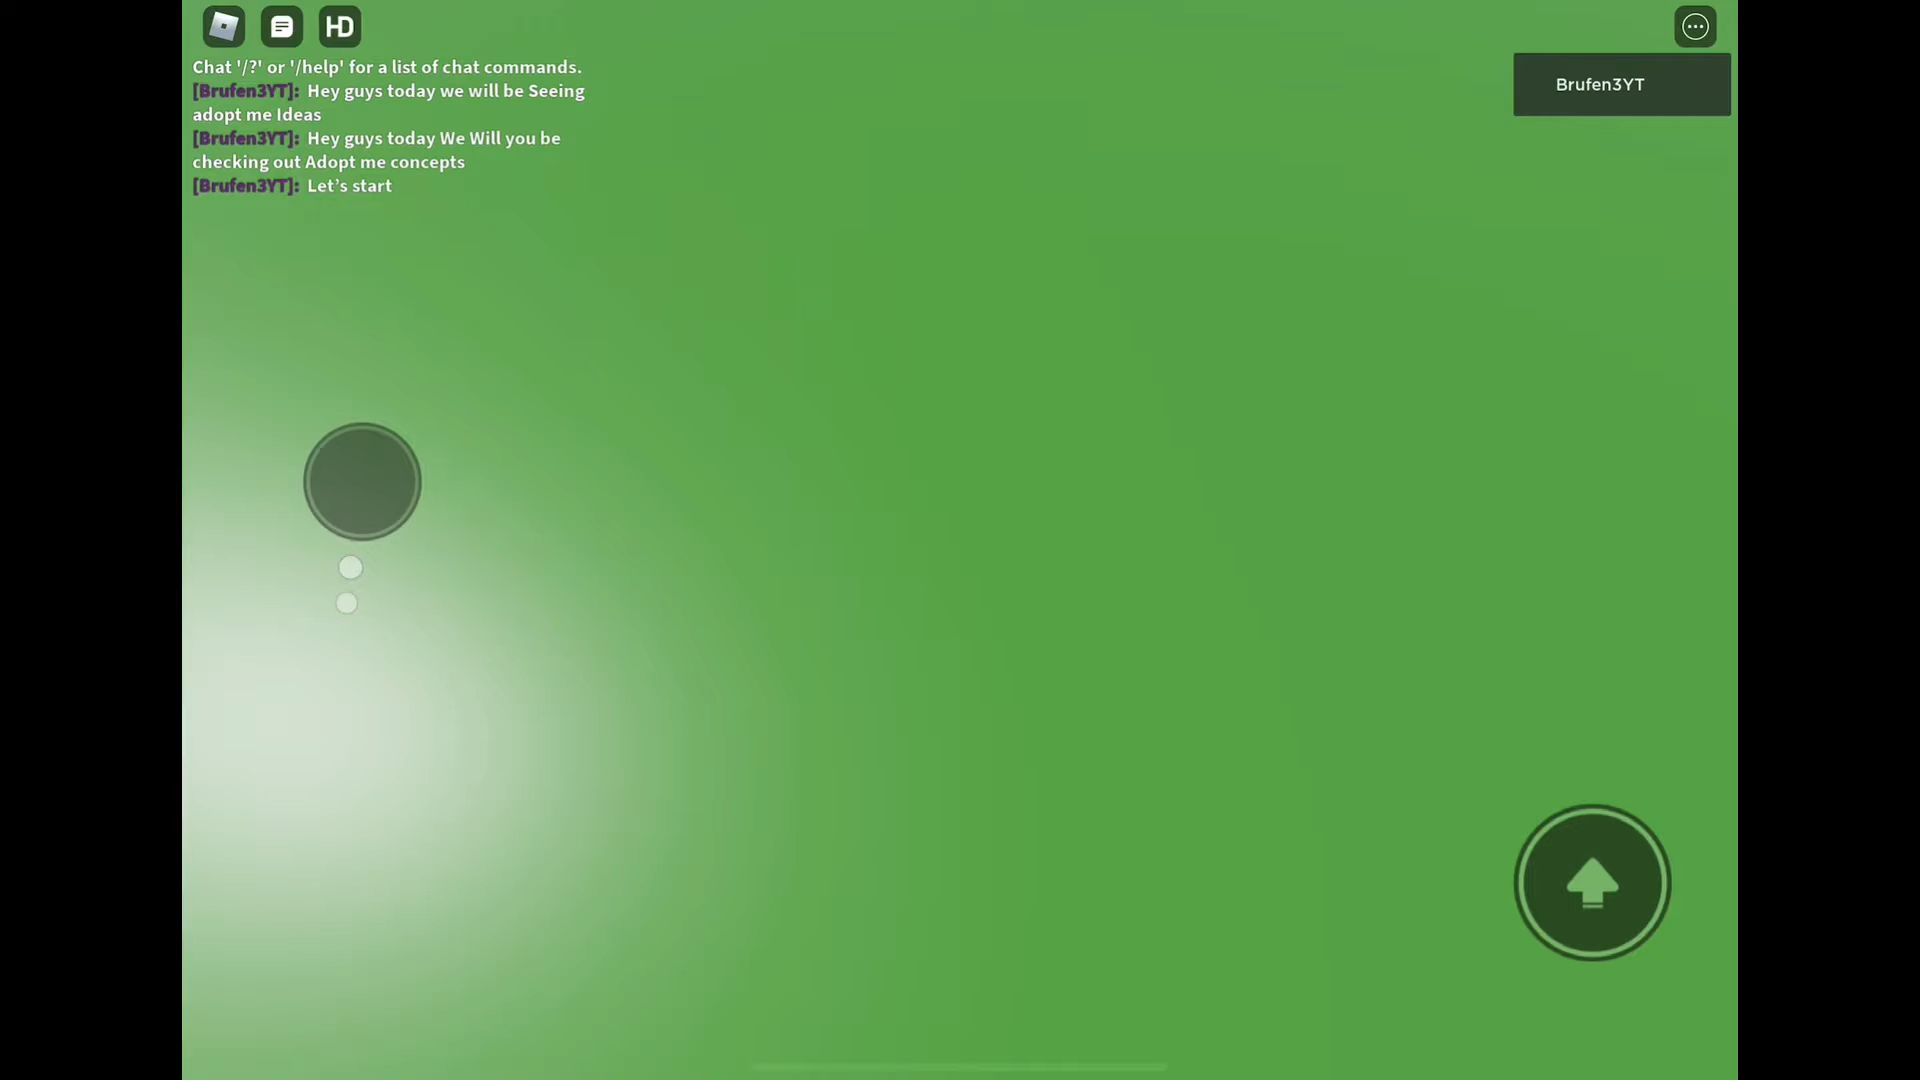 HD
Chat '/?' or '/help' for a list of chat commands.
[Brufen3YT]: Hey guys today we will be Seeing
adopt me Ideas
[Brufen3YT]: Hey guys today We Will you be
checking out Adopt me concepts
[Brufen3YT]: Let’s start
Brufen3YT